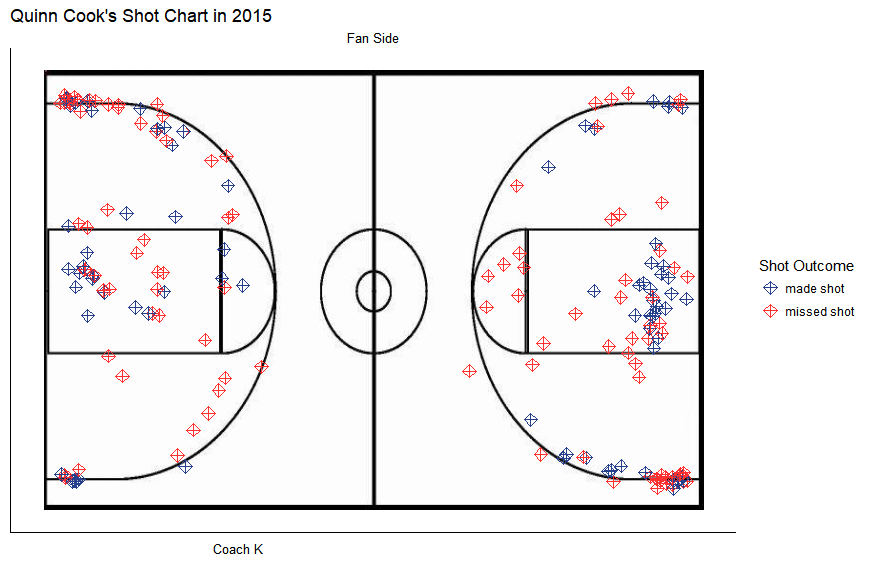 Quinn Cook's Shot Chart in 2015
Fan Side
Shot Outcome
made shot
missed shot
Coach K